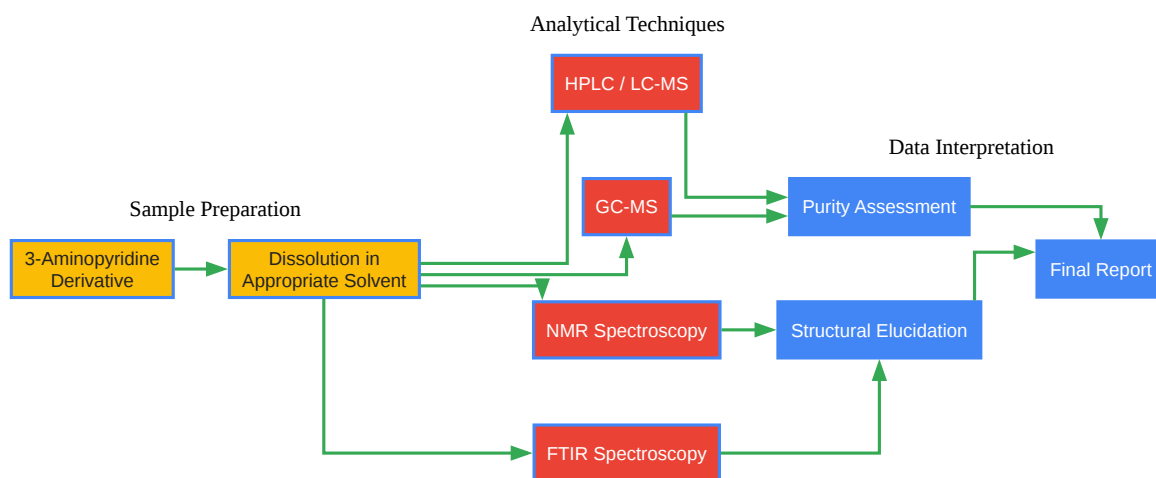 Analytical Techniques
HPLC / LC-MS
Data Interpretation
GC-MS
Purity Assessment
Sample Preparation
3-Aminopyridine
Derivative
Dissolution in
Appropriate Solvent
Final Report
NMR Spectroscopy
Structural Elucidation
FTIR Spectroscopy